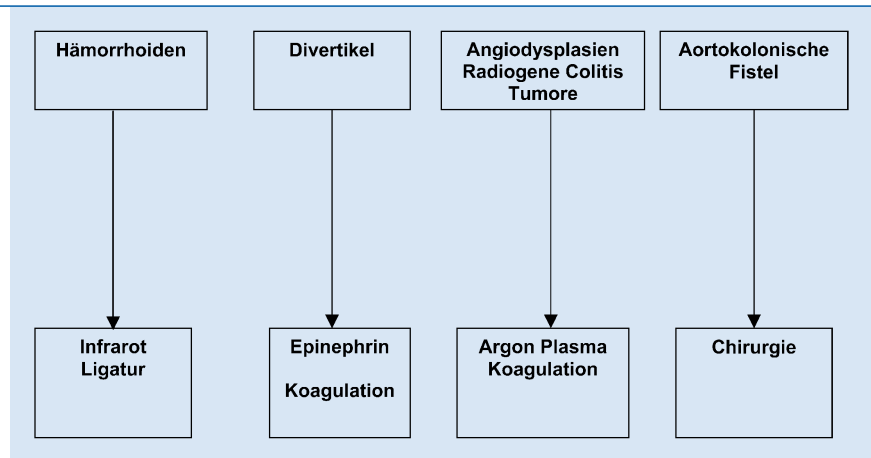 Hämorrhoiden
Divertikel
Angiodysplasien
Radiogene Colitis
Tumore
Aortokolonische
Fistel
Infrarot
Ligatur
Epinephrin
Koagulation
Argon Plasma
Koagulation
Chirurgie